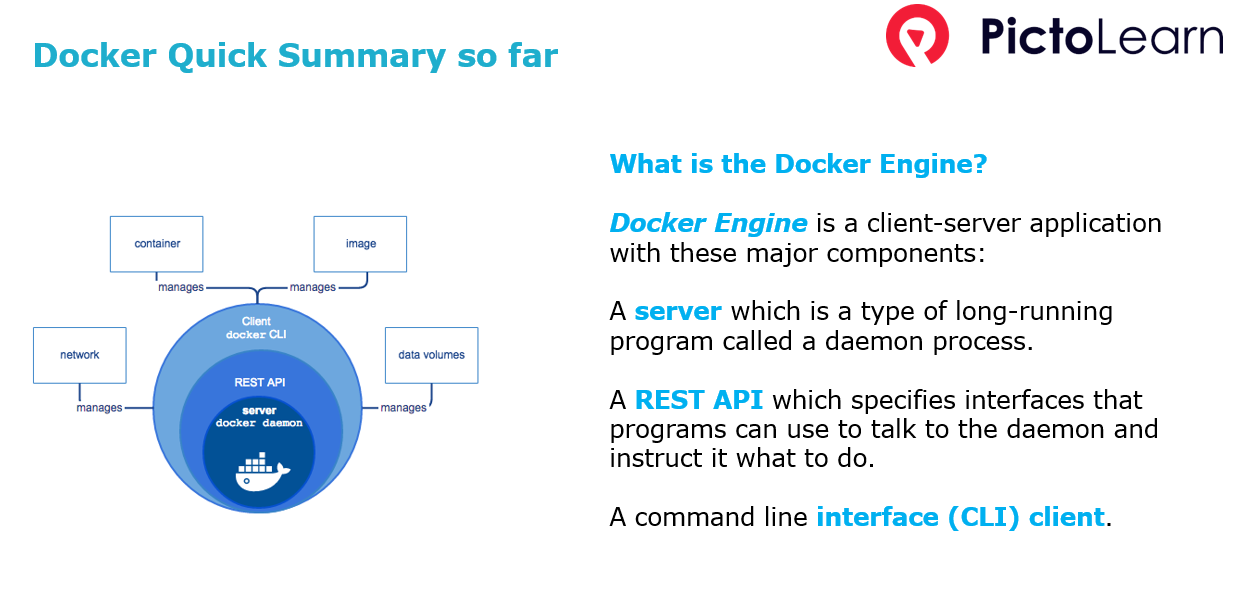 Docker Quick Summary so far
PictoLearn
container
image
manages
manages
network
data volumes
manages
manages
Client
docker CLI
REST API
server
docker daemon
What is the Docker Engine?
Docker Engine is a client-server application
with these major components:
A server which is a type of long-running
program called a daemon process.
A REST API which specifies interfaces that
programs can use to talk to the daemon and
instruct it what to do.
A command line interface (CLI) client.